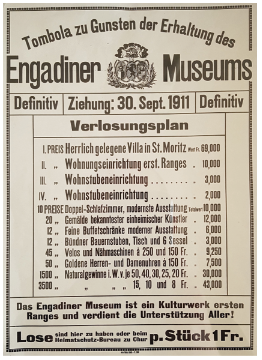 Tombola zu Gunsten der Erhaltung des
Engadiner Museums
Definitiv Ziehung: 30. Sept. 1911 Definitiv
Verlosungsplan
I. PREIS Herrlich gelegene Villa in St. Moritz Wert Fr. 69,000
II. „ Wohnungseinrichtung erst. Ranges . „ 10,000
III. „ Wohnstubeneinrichtung . . . . . . . . „ 3,000
IV. „ Wohnstubeneinrichtung . . . . . . . . „ 2,000
10 PREISE Doppel-Schlafzimmer, modernste Ausstattung 12,000
20 „ Gemälde bekanntester einheimischer Künstler „ 12,000
12 „ Feine Buffetschränke moderner Ausstattung „ 6,000
12 „ Bündner Bauernstuben, Tisch und 6 Sessel „ 3,000
45 „ Velos und Nähmaschinen à 250 und 150 Fr. „ 9,250
50 „ Goldene Herren- und Damenuhren à 150 Fr. „ 7,500
1500 „ Naturalgewinne i. W. v. je 50, 40, 30, 25, 20 Fr. „ 30,000
3500 „ „ „ „ „ 15, 10 und 8 Fr. „ 43,000
Das Engadiner Museum ist ein Kulturwerk ersten
Ranges und verdient die Unterstützung Aller!
Lose sind hier zu haben oder beim
Heimatschutz-Bureau zu Chur p. Stück 1 Fr.